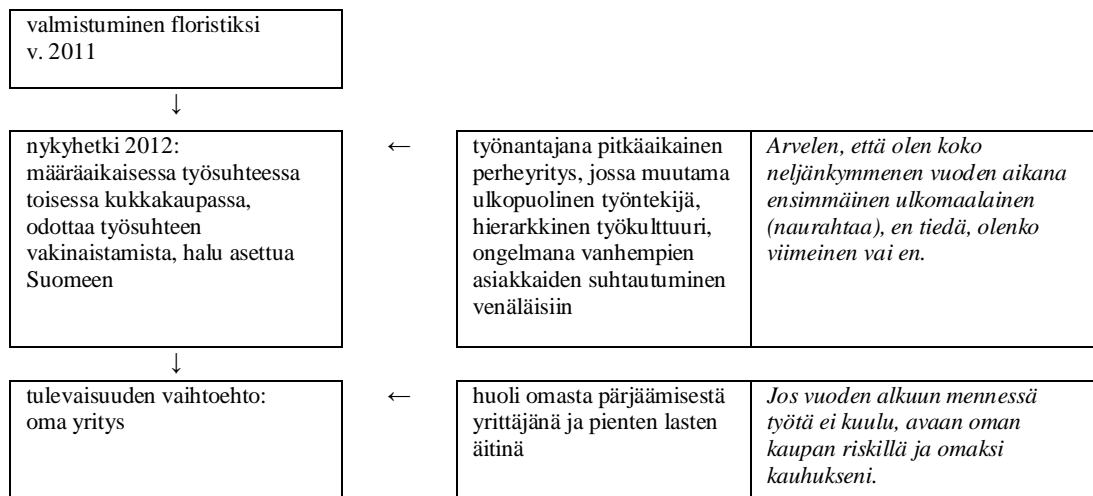 valmistuminen floristiksi
v. 2011
↓
nykyhetki 2012:
määräaikaisessa työsuhteessa
toisessa kukkakaupassa,
odottaa työsuhteen
vakinaistamista, halu asettua
Suomeen
←
työnantajana pitkäaikainen
perheyritys, jossa muutama
ulkopuolinen työntekijä,
hierarkkinen työkulttuuri,
ongelmana vanhempien
asiakkaiden suhtautuminen
venäläisiin
Arvelen, että olen koko
neljänkymmenen vuoden aikana
ensimmäinen ulkomaalainen
(naurahtaa), en tiedä, olenko
viimeinen vai en.
↓
tulevaisuuden vaihtoehto:
oma yritys
←
huoli omasta pärjäämisestä
yrittäjänä ja pienten lasten
äitinä
Jos vuoden alkuun mennessä
työtä ei kuulu, avaan oman
kaupan riskillä ja omaksi
kauhukseni.